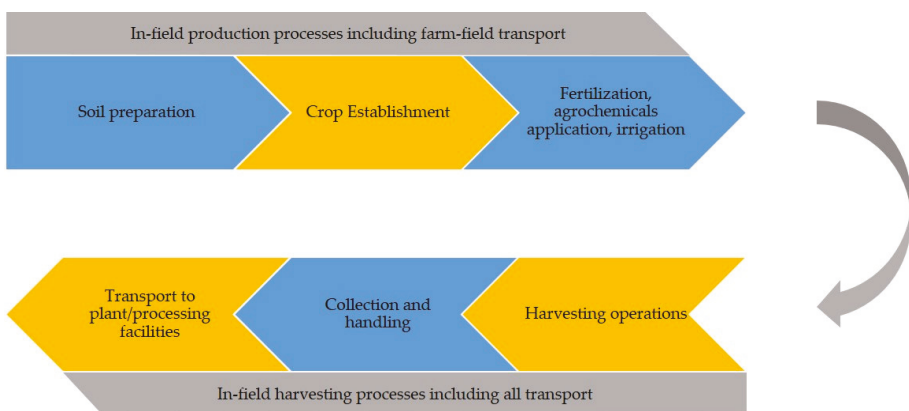 In-field production processes including farm-field transport
Soil preparation
Crop Establishment
Fertilization,
agrochemicals
application, irrigation
Harvesting operations
Collection and
handling
Transport to
plant/processing
facilities
In-field harvesting processes including all transport